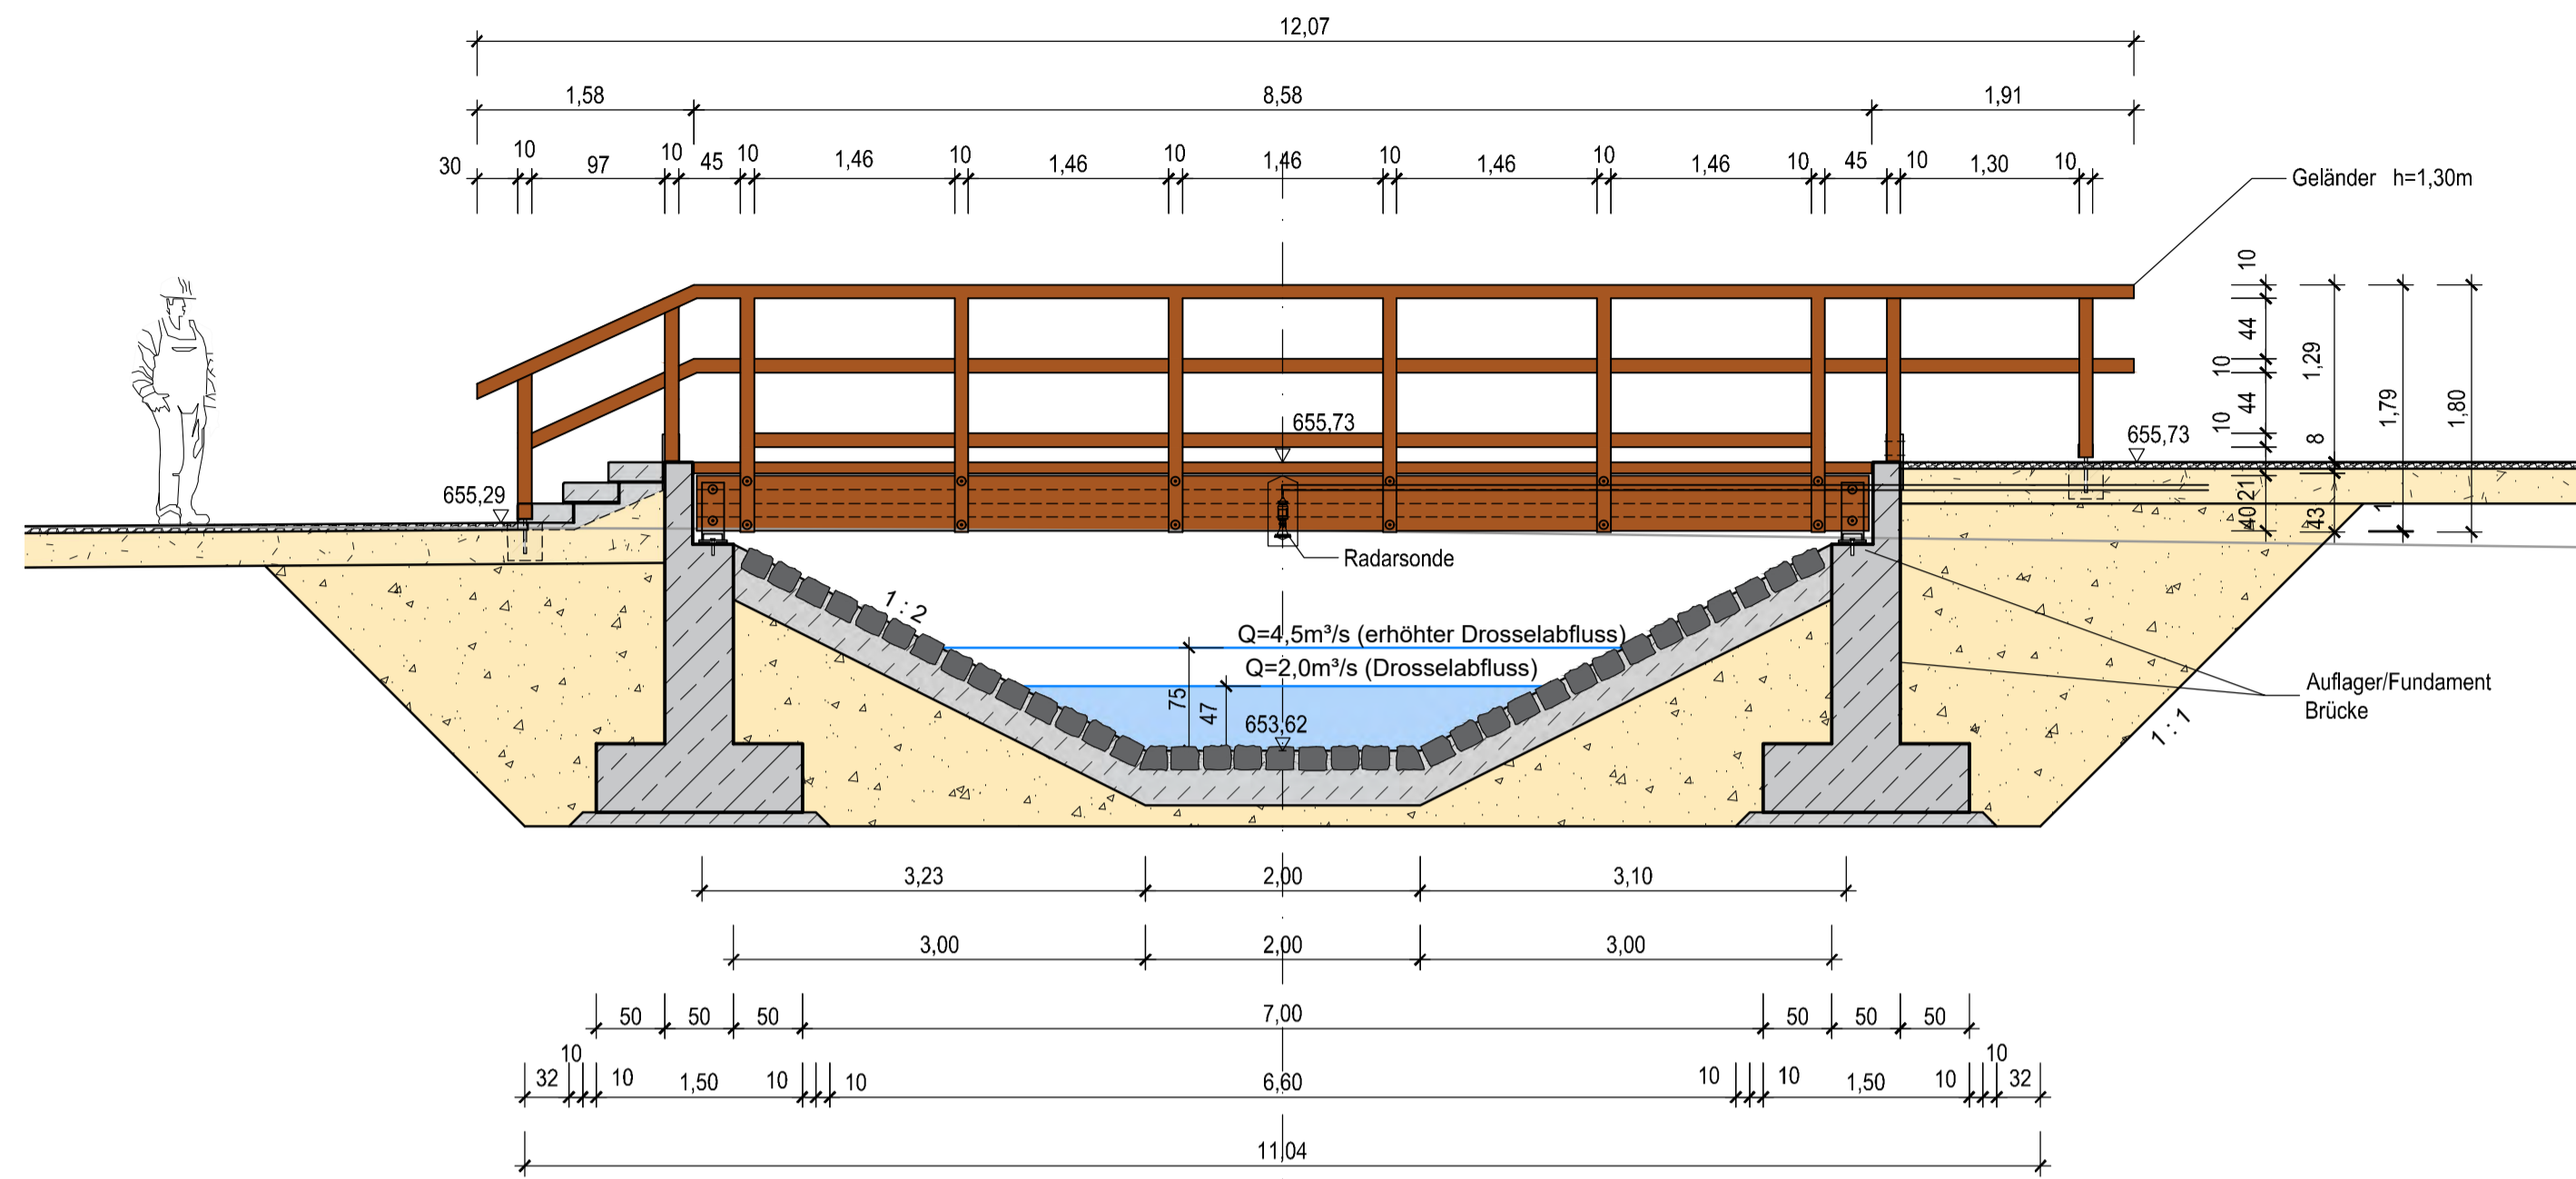 12,07
1,58 8,58 1,91
30 10 97 10 45 10 1,46 10 1,46 10 1,46 10 1,46 10 1,46 10 45 10 1,30 10
Geländer h=1,30m
10
44
10
44
10
21
40
1,29
8
43
1,79
1
1,80
655,73
655,73
655,29
Radarsonde
1 : 2
Q=4,5m³/s (erhöhter Drosselabfluss)
Q=2,0m³/s (Drosselabfluss)
75
47
653,62
Auflager/Fundament
Brücke
1 : 1
3,23 2,00 3,10
3,00 2,00 3,00
50 50 50 7,00 50 50 50
32 10 10 1,50 10 10 6,60 10 10 1,50 10 10 32
11,04